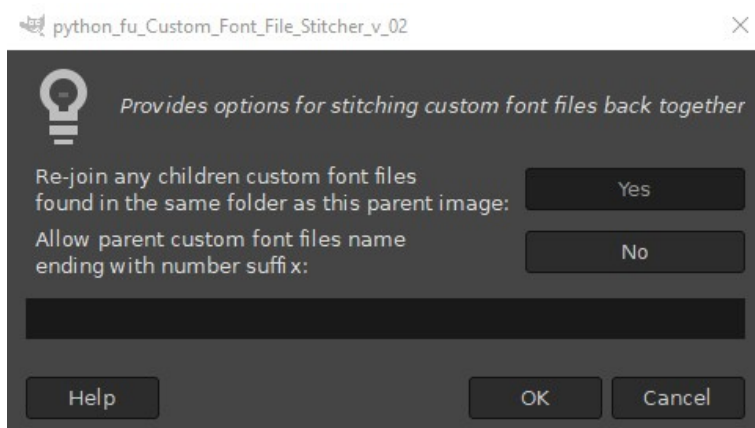 python_fu_Custom_Font_File_Stitcher_v_02
Provides options for stitching custom font files back together
Re-join any children custom font files
found in the same folder as this parent image:
Yes
Allow parent custom font files name
ending with number suffix:
No
Help
OK
Cancel